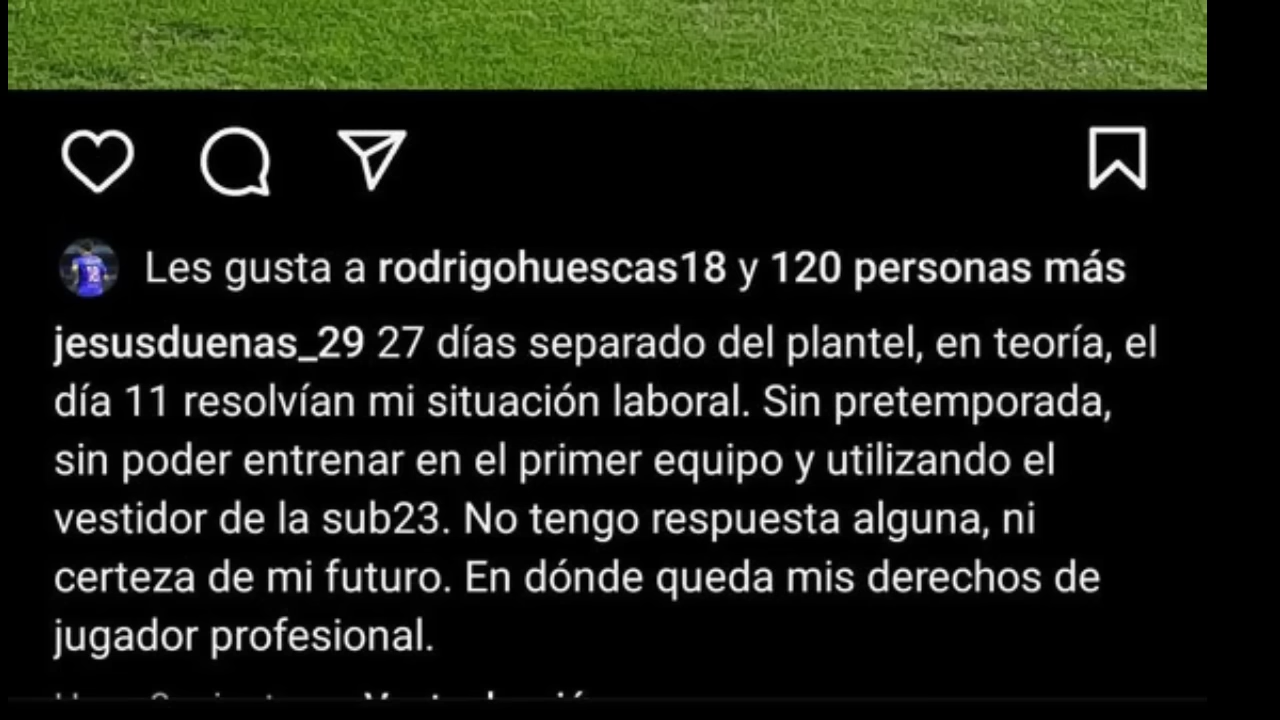 Les gusta a rodrigohuescas18 y 120 personas más
jesusduenas_29 27 días separado del plantel, en teoría, el
día 11 resolvían mi situación laboral. Sin pretemporada,
sin poder entrenar en el primer equipo y utilizando el
vestidor de la sub23. No tengo respuesta alguna, ni
certeza de mi futuro. En dónde queda mis derechos de
jugador profesional.